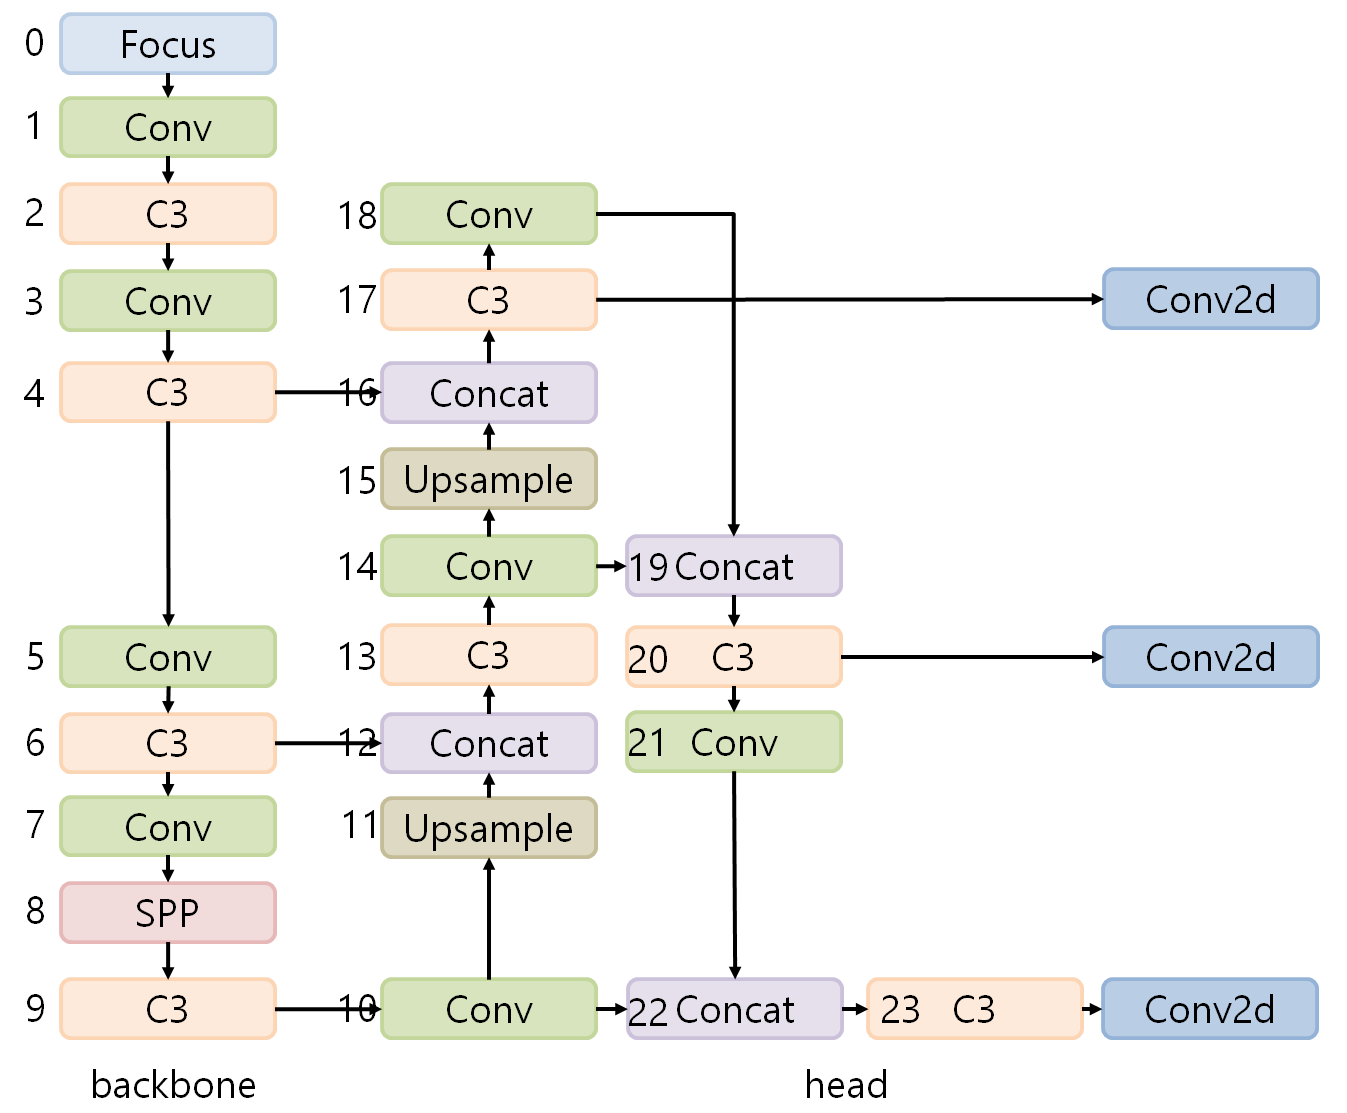 0 Focus
1 Conv
2 C3
3 Conv
4 C3
5 Conv
6 C3
7 Conv
8 SPP
9 C3
backbone
18 Conv
17 C3
16 Concat
15 Upsample
14 Conv
13 C3
12 Concat
11 Upsample
10 Conv
19 Concat
20 C3
21 Conv
22 Concat
23 C3
Conv2d
Conv2d
Conv2d
head